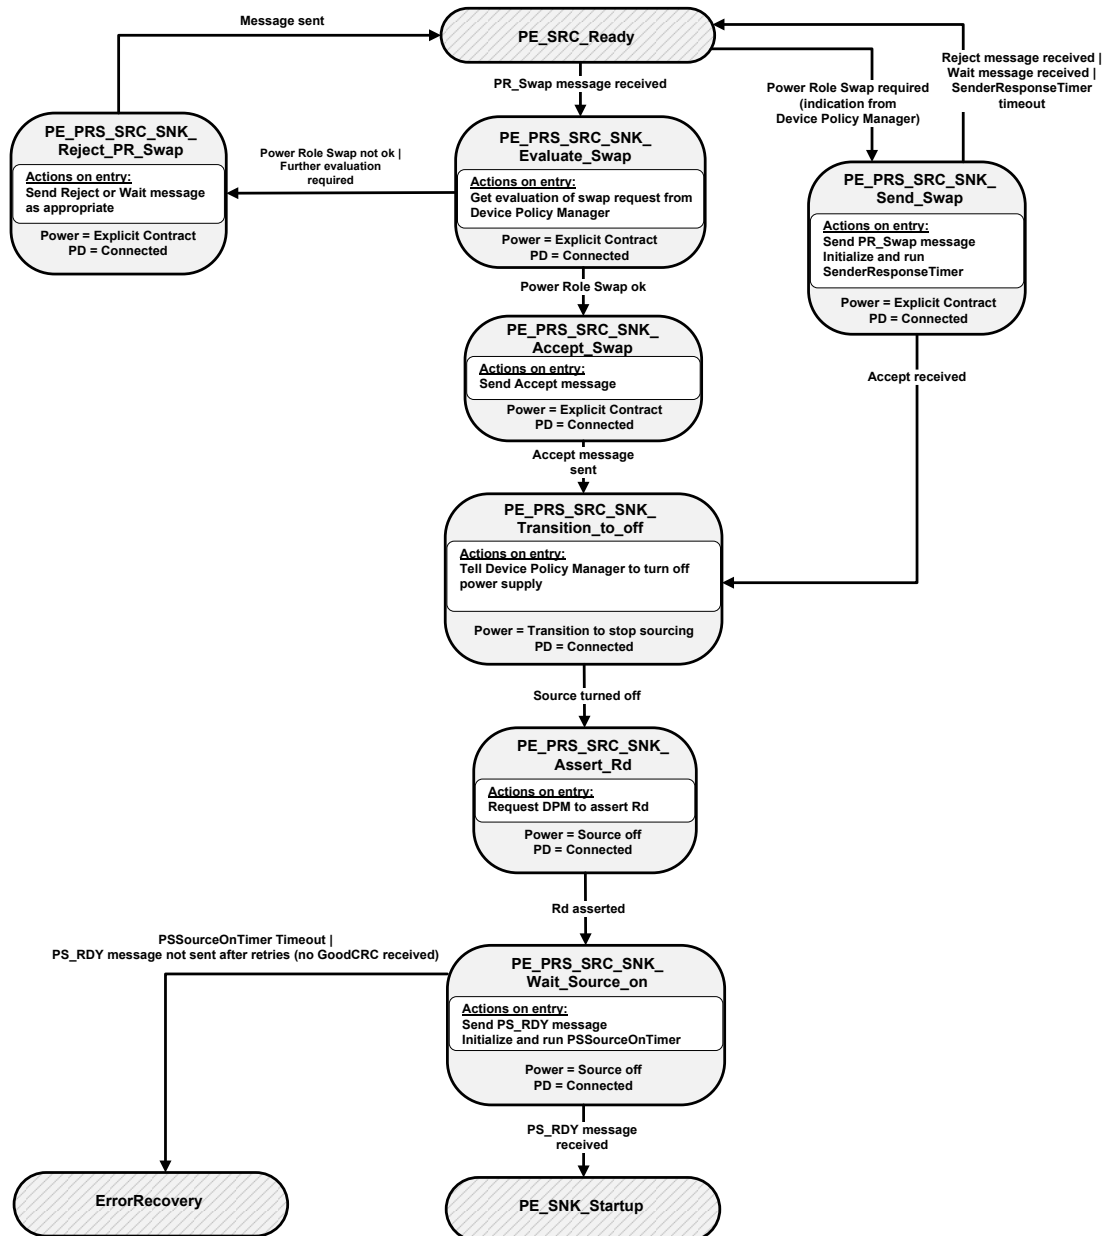 Message sent
PE_SRC_Ready
Reject message received |
Wait message received |
SenderResponseTimer
timeout
PR_Swap message received
Power Role Swap required
(indication from
Device Policy Manager)
PE_PRS_SRC_SNK_
Reject_PR_Swap
Actions on entry:
Send Reject or Wait message
as appropriate
Power = Explicit Contract
PD = Connected
Power Role Swap not ok |
Further evaluation
required
PE_PRS_SRC_SNK_
Evaluate_Swap
Actions on entry:
Get evaluation of swap request from
Device Policy Manager
Power = Explicit Contract
PD = Connected
PE_PRS_SRC_SNK_
Send_Swap
Actions on entry:
Send PR_Swap message
Initialize and run
SenderResponseTimer
Power = Explicit Contract
PD = Connected
Power Role Swap ok
PE_PRS_SRC_SNK_
Accept_Swap
Actions on entry:
Send Accept message
Power = Explicit Contract
PD = Connected
Accept received
Accept message
sent
PE_PRS_SRC_SNK_
Transition_to_off
Actions on entry:
Tell Device Policy Manager to turn off
power supply
Power = Transition to stop sourcing
PD = Connected
Source turned off
PE_PRS_SRC_SNK_
Assert_Rd
Actions on entry:
Request DPM to assert Rd
Power = Source off
PD = Connected
Rd asserted
PSSourceOnTimer Timeout |
PS_RDY message not sent after retries (no GoodCRC received)
PE_PRS_SRC_SNK_
Wait_Source_on
Actions on entry:
Send PS_RDY message
Initialize and run PSSourceOnTimer
Power = Source off
PD = Connected
PS_RDY message
received
ErrorRecovery
PE_SNK_Startup